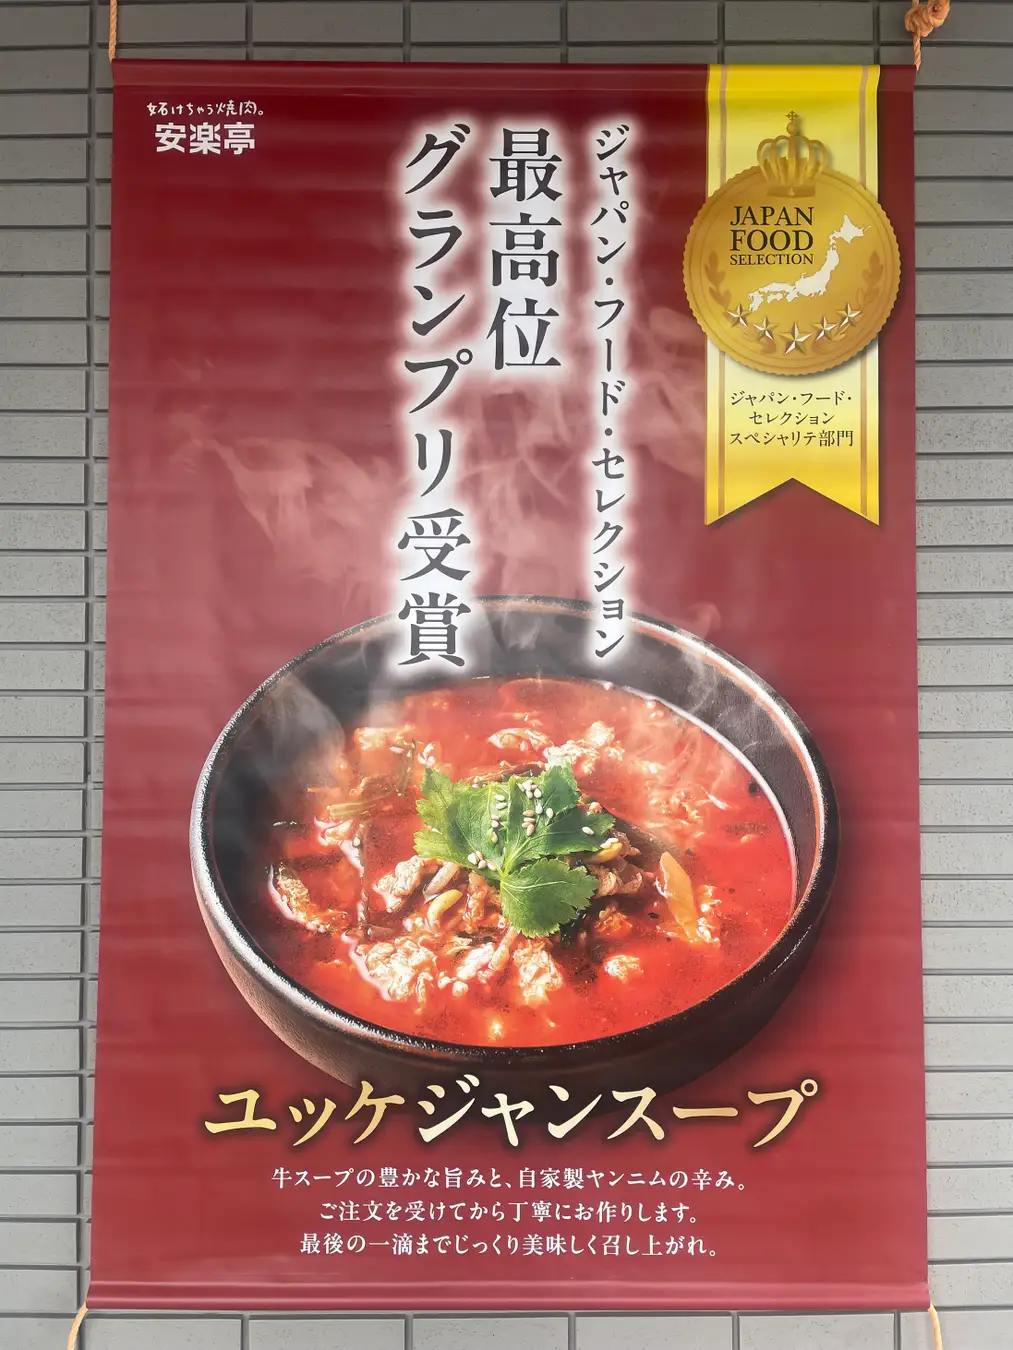 妬けちゃう焼肉。
安楽亭
ジャパン・フード・セレクション
最高位
グランプリ受賞
JAPAN
FOOD
SELECTION
ジャパン・フード・
セレクション
スペシャリテ部門
ユッケジャンスープ
牛スープの豊かな旨みと、自家製ヤンニムの辛み。
ご注文を受けてから丁寧にお作りします。
最後の一滴までじっくり美味しく召し上がれ。